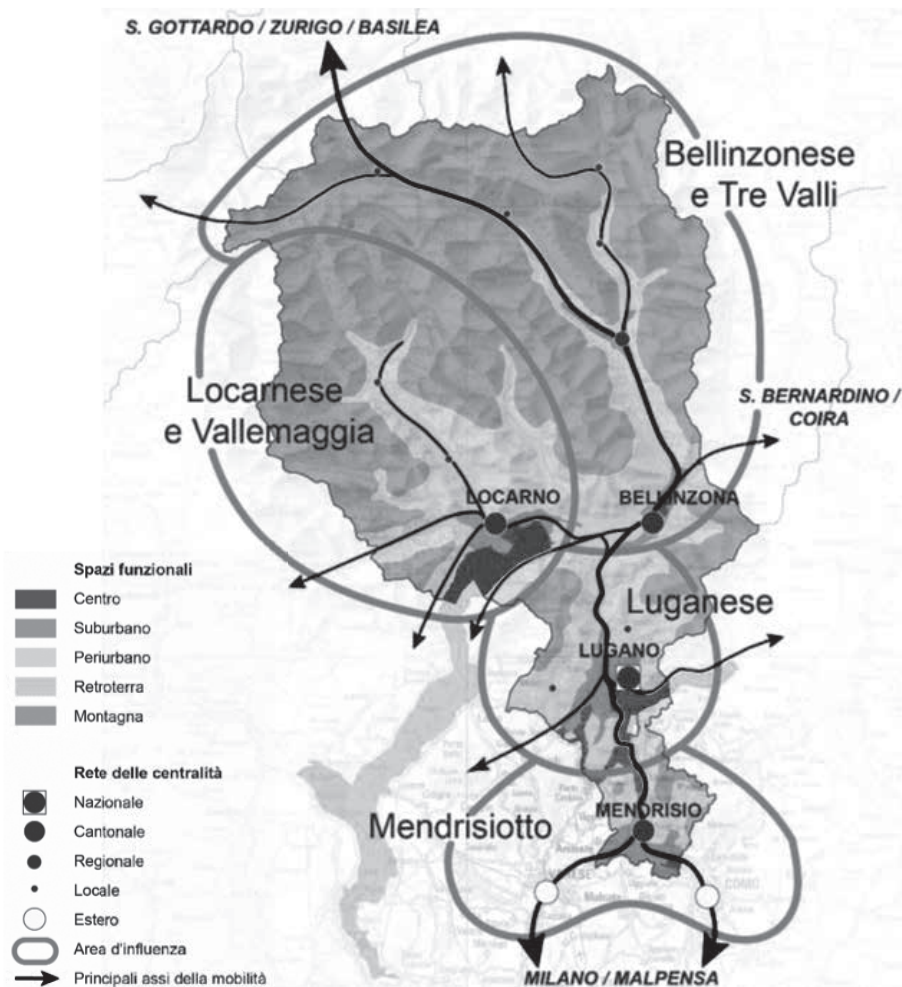 S. GOTTARDO / ZURIGO / BASILEA
Bellinzonese
e Tre Valli
Locarnese
e Vallemaggia
S. BERNARDINO /
COIRA
LOCARNO
BELLINZONA
Luganese
LUGANO
Mendrisiotto
MENDRISIO
COMO
MILANO / MALPENSA
Spazi funzionali
Centro
Suburbano
Periurbano
Retroterra
Montagna
Rete delle centralità
Nazionale
Cantonale
Regionale
Locale
Estero
Area d'influenza
Principali assi della mobilità